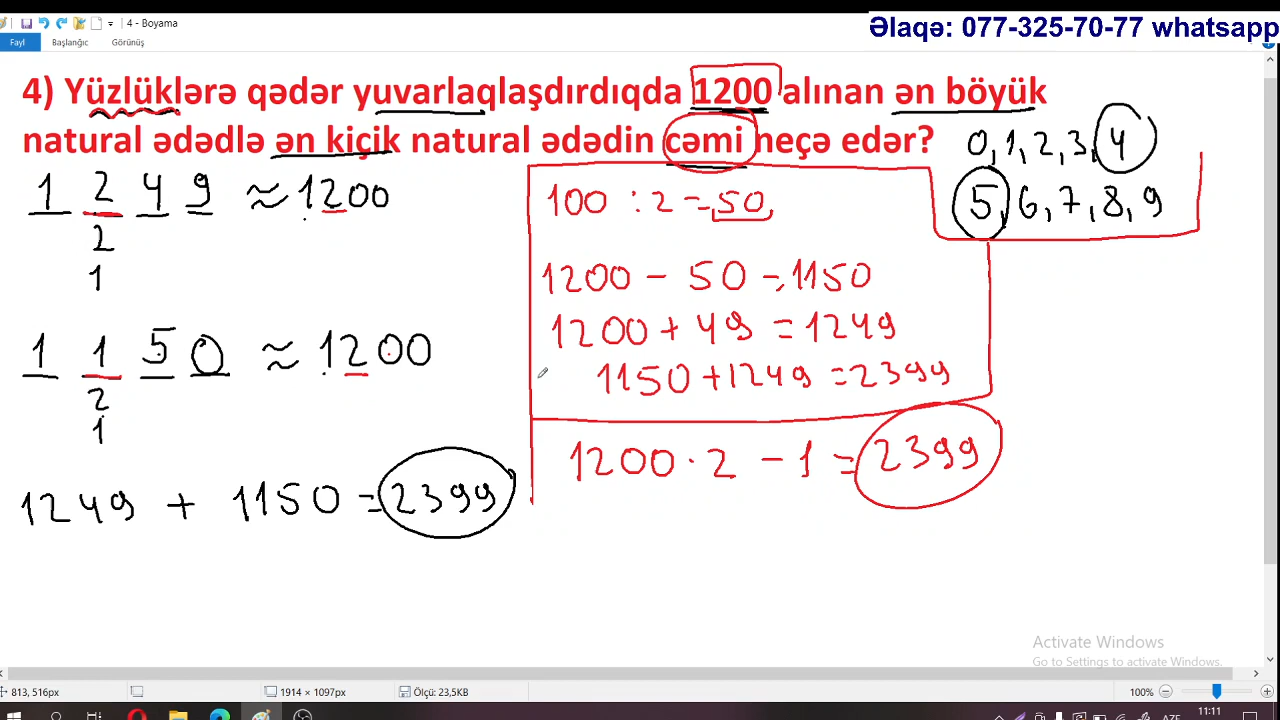 4 - Boyama
Əlaqə: 077-325-70-77 whatsapp
Fayl Başlanğıc Görünüş
4) Yüzlüklərə qədər yuvarlaqlaşdırdıqda 1200 alınan ən böyük
natural ədədlə ən kiçik natural ədədin cəmi neçə edər?
0, 1, 2, 3, 4
5, 6, 7, 8, 9
1 2 4 9 ≈ 1200
2
1
1 1 5 0 ≈ 1200
2
1
1249 + 1150 = 2399
100 : 2 = 50
1200 - 50 = 1150
1200 + 49 = 1249
1150 + 1249 = 2399
1200 · 2 - 1 = 2399
Activate Windows
Go to Settings to activate Windows.
813, 516px 1914 × 1097px Ölçü: 23,5KB 100%
AZE 11:11